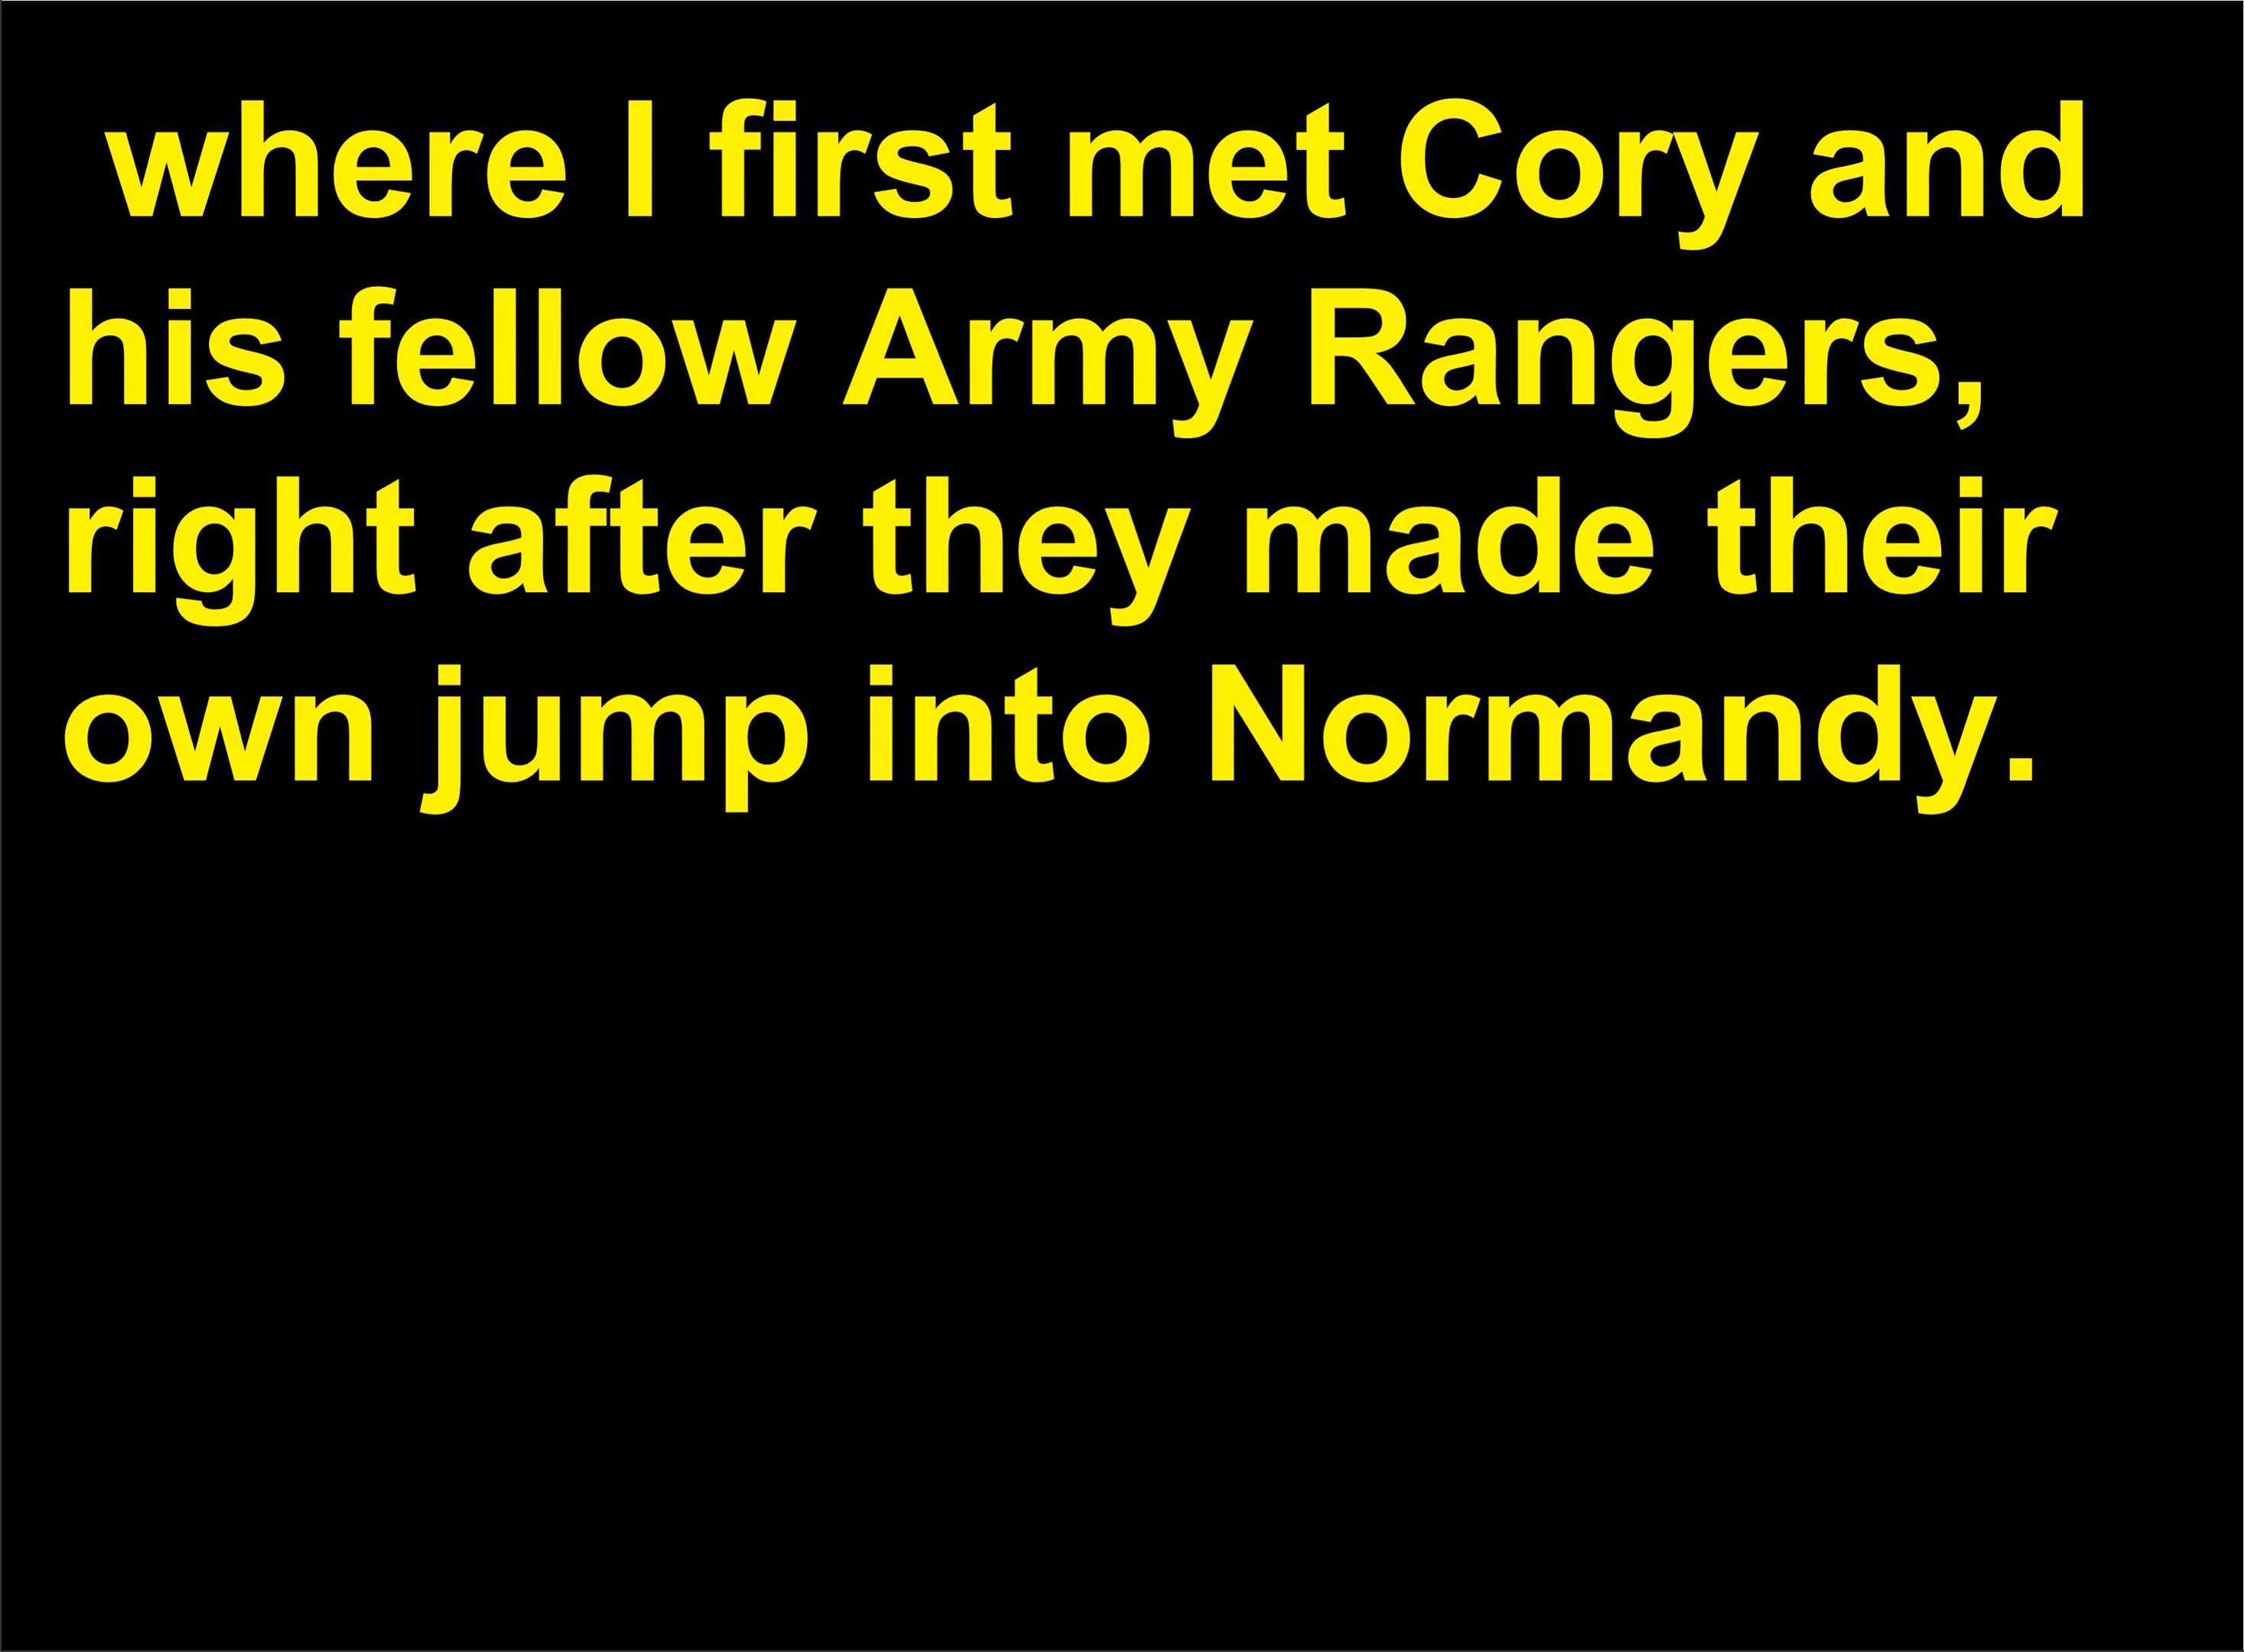 where I first met Cory and
his fellow Army Rangers,
right after they made their
own jump into Normandy.